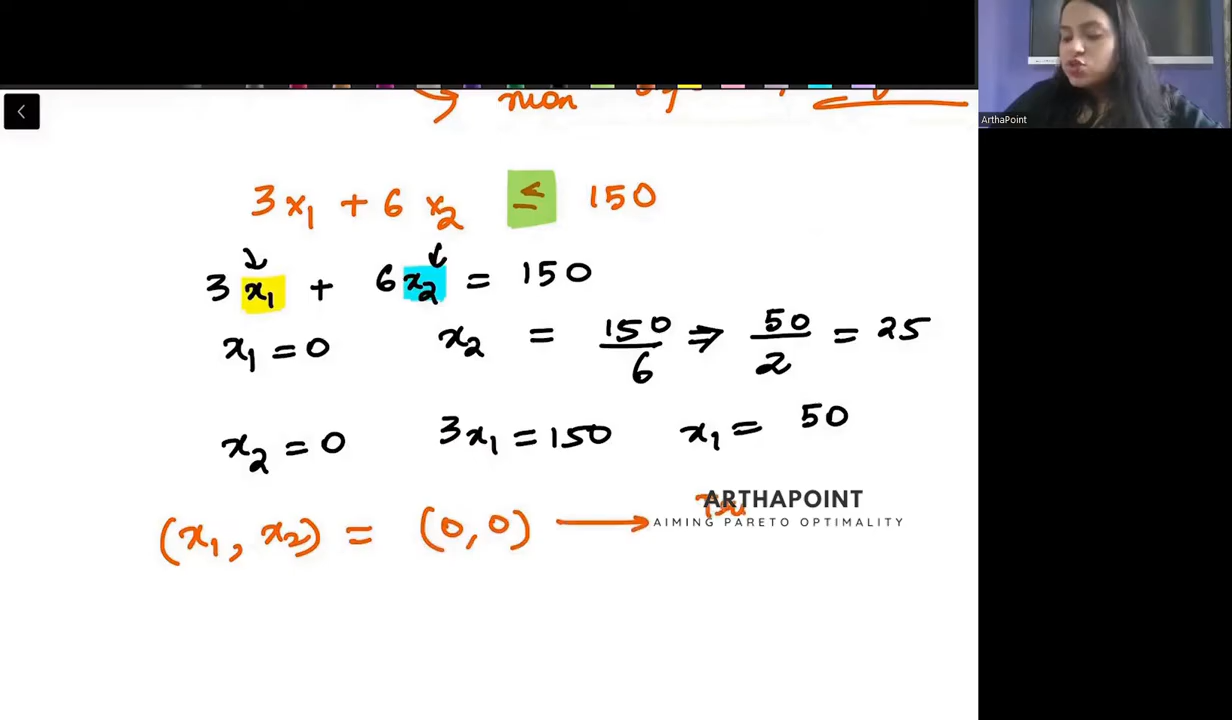 3x₁ + 6x₂ ≤ 150
3x₁ + 6x₂ = 150
x₁ = 0 x₂ = 150/6 ⇒ 50/2 = 25
x₂ = 0 3x₁ = 150 x₁ = 50
(x₁, x₂) = (0, 0) →
ARTHAPOINT
AIMING PARETO OPTIMALITY
ArthaPoint